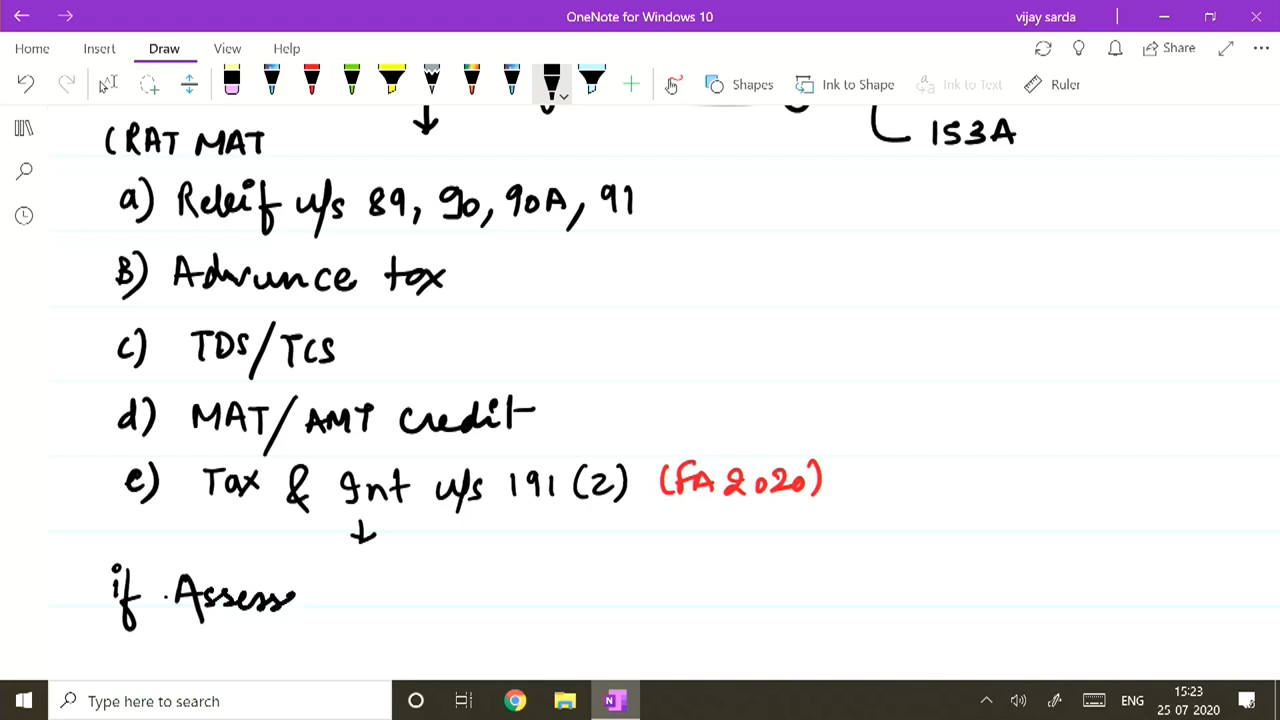 OneNote for Windows 10
vijay sarda
Home Insert Draw View Help
Share
Shapes Ink to Shape Ink to Text Ruler
153A
(RAT MAT
a) Releif u/s 89, 90, 90A, 91
B) Advance tax
c) TDS/TCS
d) MAT/AMT credit
e) Tax & Int u/s 191 (2) (FA 2020)
if Assess
Type here to search
ENG
15:23
25 07 2020